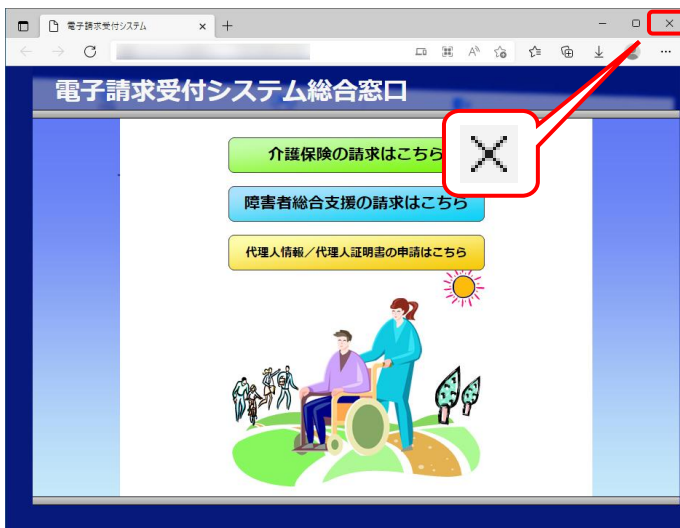 電子請求受付システム
電子請求受付システム総合窓口
介護保険の請求はこちら
障害者総合支援の請求はこちら
代理人情報／代理人証明書の申請はこちら